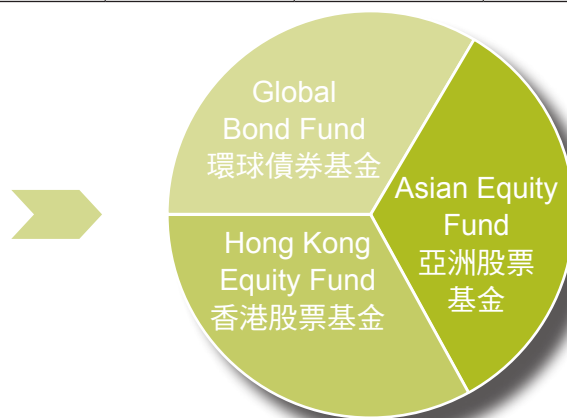 Global
Bond Fund
環球債券基金
Asian Equity
Fund
亞洲股票
基金
Hong Kong
Equity Fund
香港股票基金